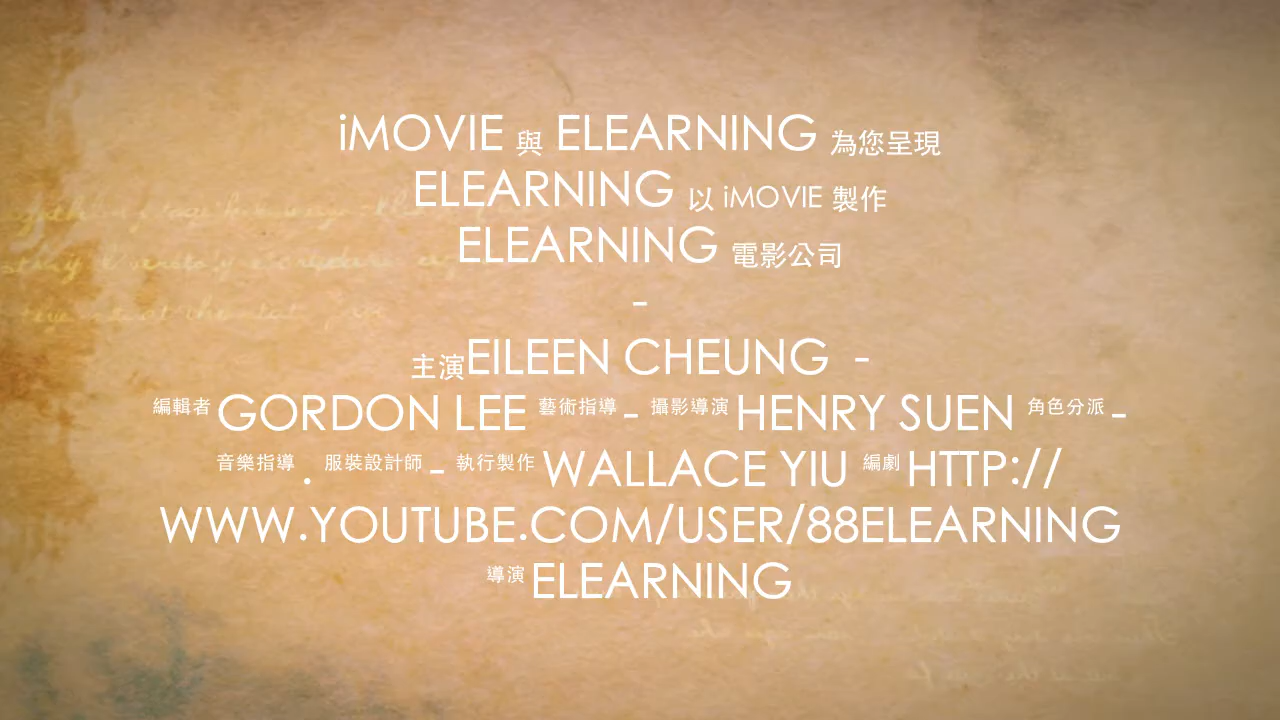 iMOVIE 與 ELEARNING 為您呈現
ELEARNING 以 iMOVIE 製作
ELEARNING 電影公司
-
主演EILEEN CHEUNG -
編輯者 GORDON LEE 藝術指導 - 攝影導演 HENRY SUEN 角色分派 -
音樂指導 . 服裝設計師 - 執行製作 WALLACE YIU 編劇 HTTP://
WWW.YOUTUBE.COM/USER/88ELEARNING
導演 ELEARNING